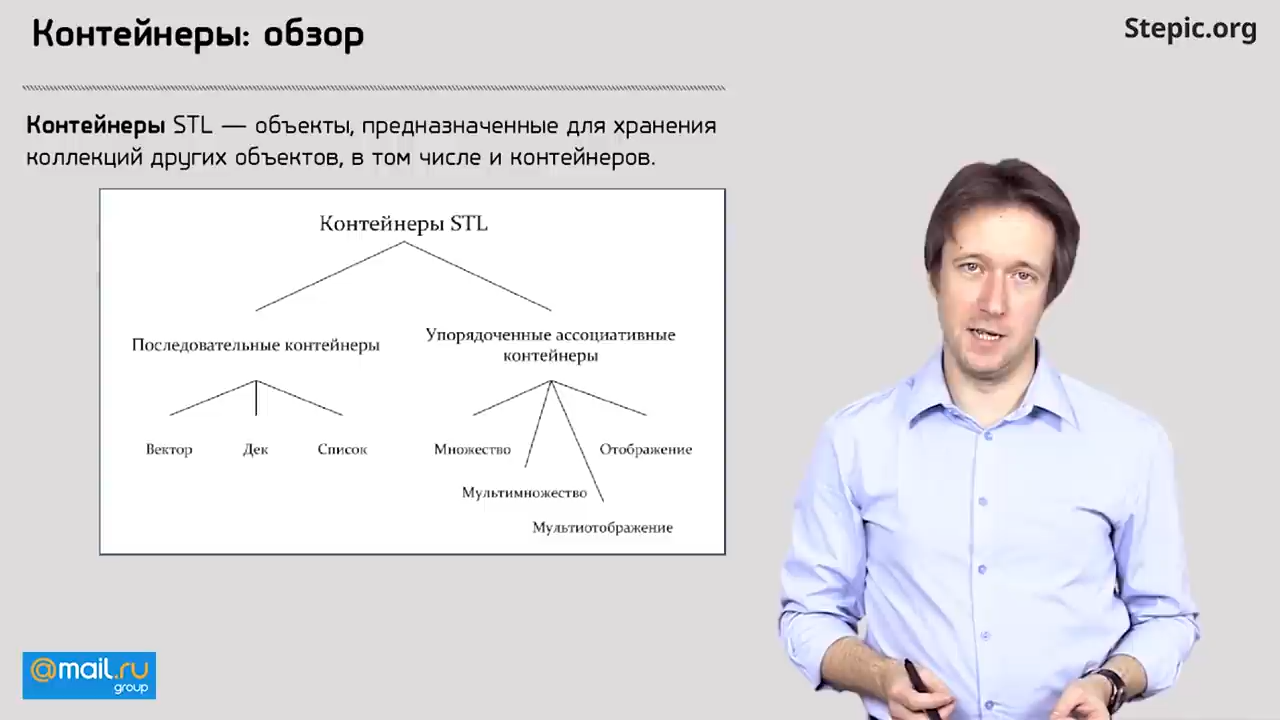 Контейнеры: обзор
Stepic.org
Контейнеры STL — объекты, предназначенные для хранения
коллекций других объектов, в том числе и контейнеров.
Контейнеры STL
Последовательные контейнеры
Упорядоченные ассоциативные
контейнеры
Вектор
Дек
Список
Множество
Отображение
Мультимножество
Мультиотображение
@mail.ru
group